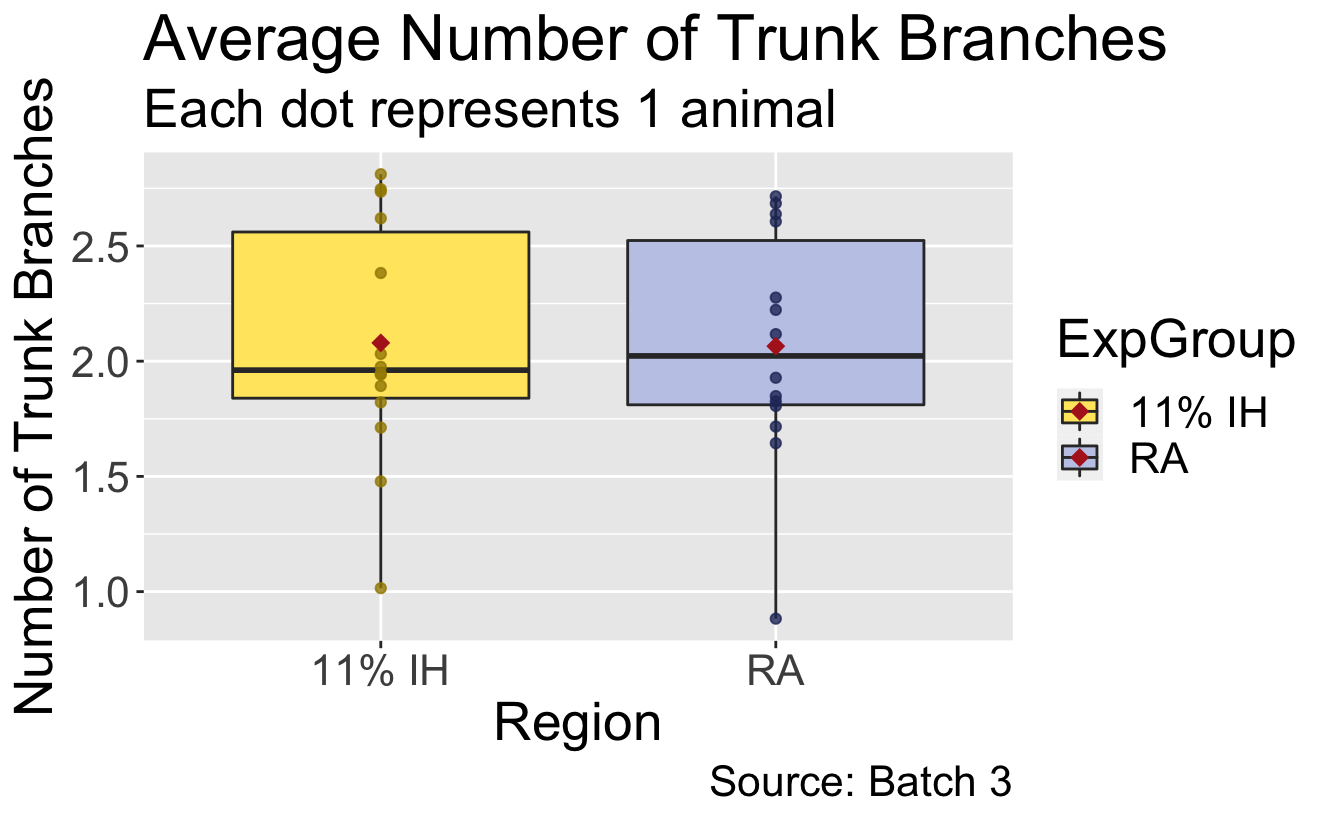 Average Number of Trunk Branches
Each dot represents 1 animal
Number of Trunk Branches
2.5
2.0
1.5
1.0
11% IH
RA
Region
ExpGroup
11% IH
RA
Source: Batch 3